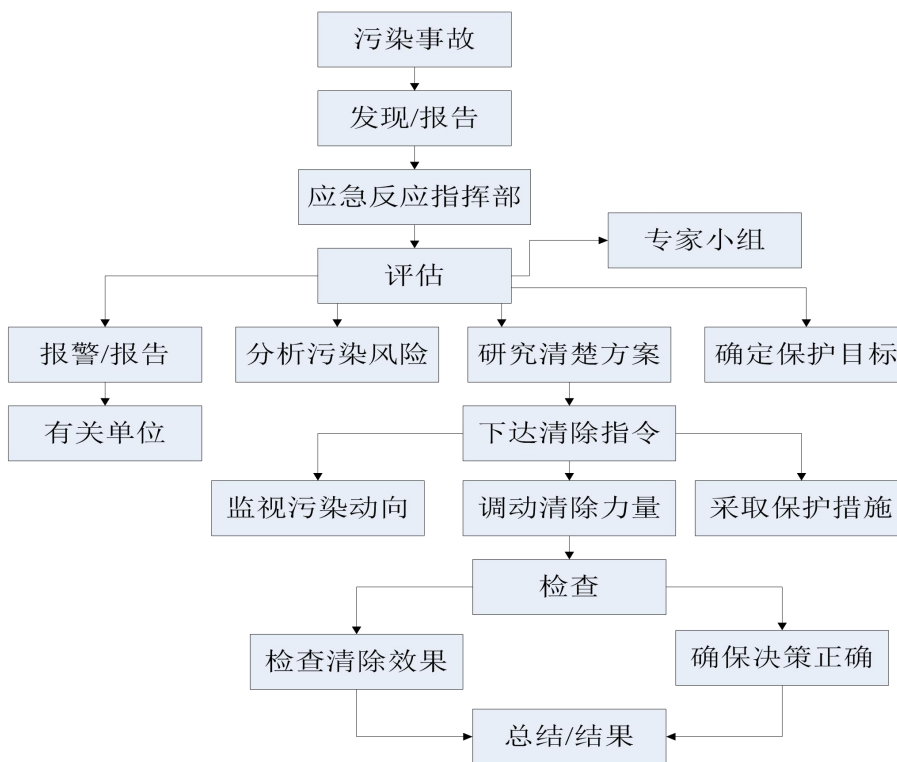 污染事故
发现/报告
应急反应指挥部
专家小组
评估
报警/报告
分析污染风险
研究清楚方案
确定保护目标
有关单位
下达清除指令
监视污染动向
调动清除力量
采取保护措施
检查
检查清除效果
确保决策正确
总结/结果